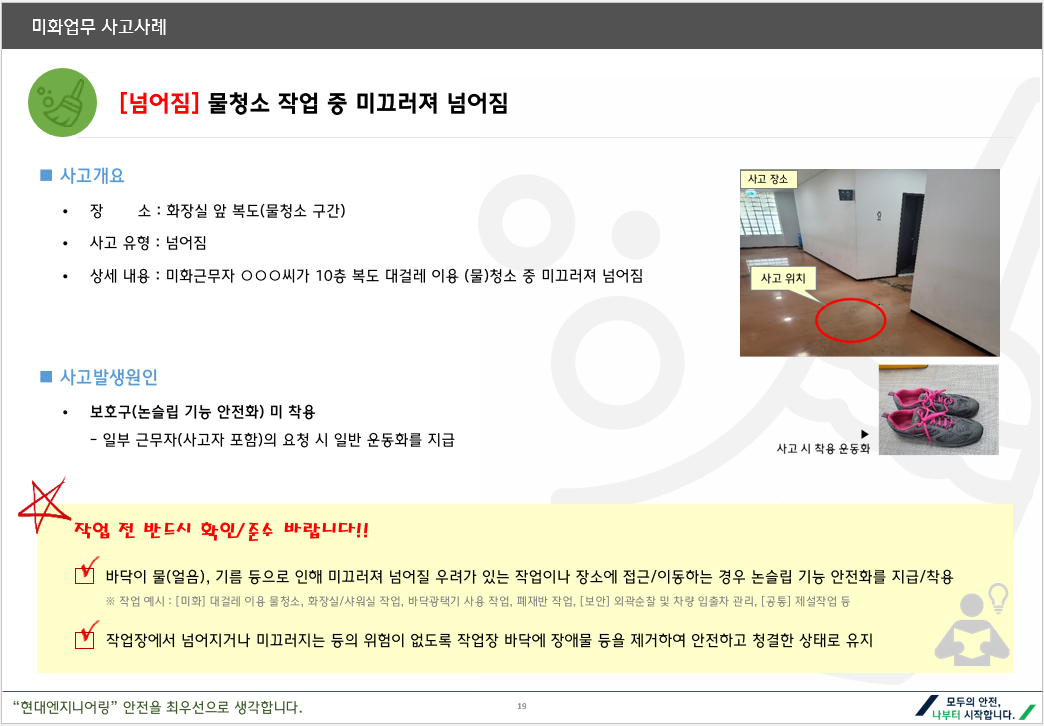 미화업무 사고사례
[넘어짐] 물청소 작업 중 미끄러져 넘어짐
■ 사고개요
• 장 소 : 화장실 앞 복도(물청소 구간)
• 사고 유형 : 넘어짐
• 상세 내용 : 미화근무자 ○○○씨가 10층 복도 대걸레 이용 (물)청소 중 미끄러져 넘어짐
사고 장소
사고 위치
■ 사고발생원인
• 보호구(논슬립 기능 안전화) 미 착용
- 일부 근무자(사고자 포함)의 요청 시 일반 운동화를 지급
▶
사고 시 착용 운동화
작업 전 반드시 확인/준수 바랍니다!!
바닥이 물(얼음), 기름 등으로 인해 미끄러져 넘어질 우려가 있는 작업이나 장소에 접근/이동하는 경우 논슬립 기능 안전화를 지급/착용
※ 작업 예시 : [미화] 대걸레 이용 물청소, 화장실/샤워실 작업, 바닥광택기 사용 작업, 폐재반 작업, [보안] 외곽순찰 및 차량 입출차 관리, [공통] 제설작업 등
작업장에서 넘어지거나 미끄러지는 등의 위험이 없도록 작업장 바닥에 장애물 등을 제거하여 안전하고 청결한 상태로 유지
“현대엔지니어링” 안전을 최우선으로 생각합니다.
19
모두의 안전,
나부터 시작합니다.